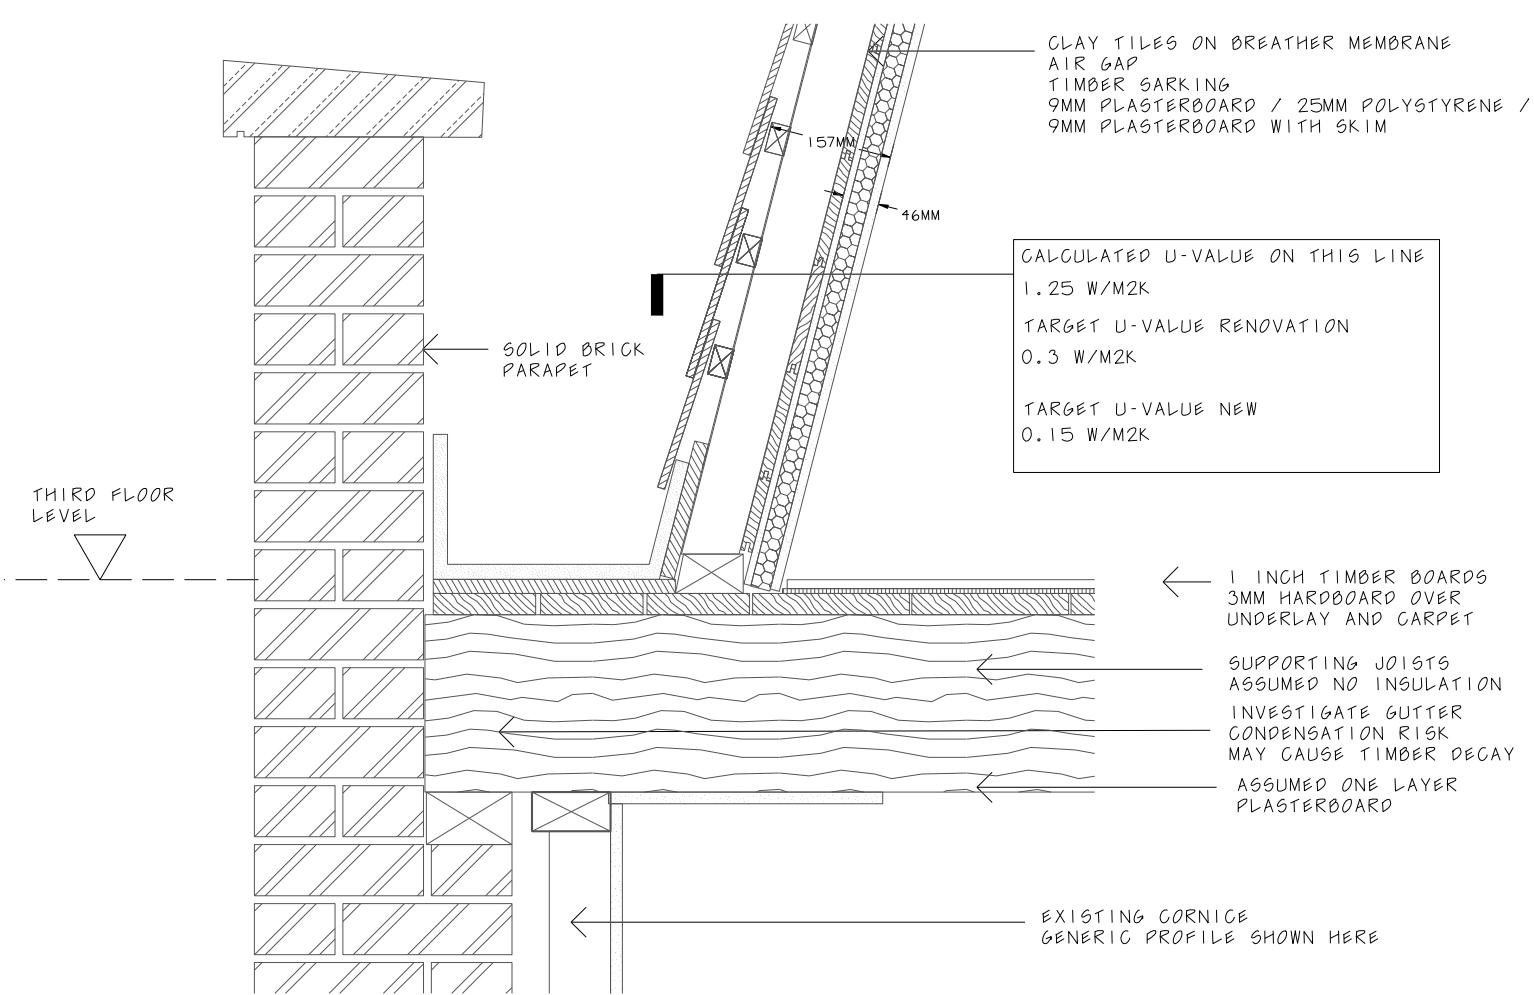 CLAY TILES ON BREATHER MEMBRANE
AIR GAP
TIMBER SARKING
9MM PLASTERBOARD / 25MM POLYSTYRENE /
9MM PLASTERBOARD WITH SKIM
157MM
46MM
CALCULATED U-VALUE ON THIS LINE
1.25 W/M2K
TARGET U-VALUE RENOVATION
0.3 W/M2K
TARGET U-VALUE NEW
0.15 W/M2K
SOLID BRICK
PARAPET
THIRD FLOOR
LEVEL
1 INCH TIMBER BOARDS
3MM HARDBOARD OVER
UNDERLAY AND CARPET
SUPPORTING JOISTS
ASSUMED NO INSULATION
INVESTIGATE GUTTER
CONDENSATION RISK
MAY CAUSE TIMBER DECAY
ASSUMED ONE LAYER
PLASTERBOARD
EXISTING CORNICE
GENERIC PROFILE SHOWN HERE